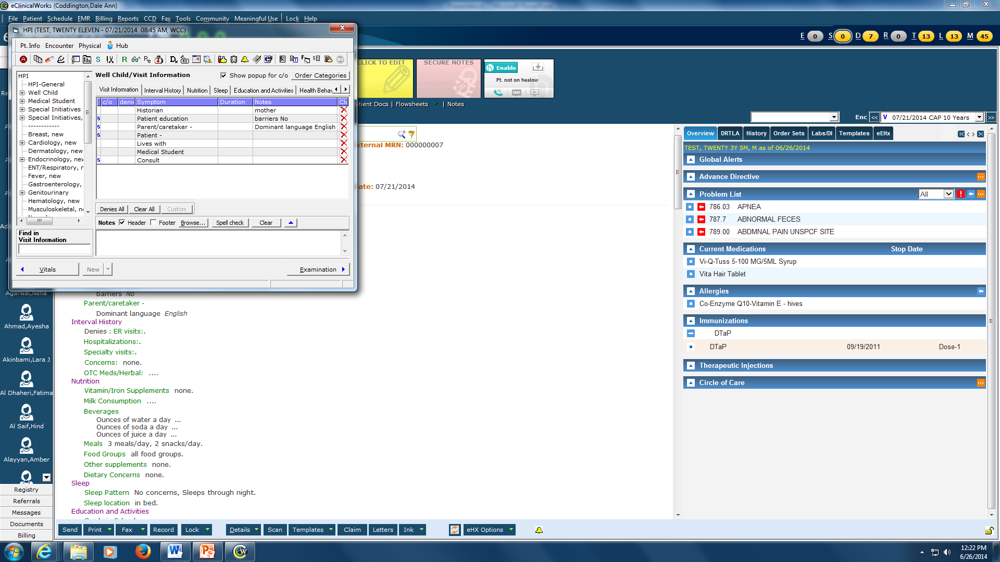 eClinicalWorks (Coddington,Dale Ann)
File Patient Schedule EMR Billing Reports CCD Fax Tools Community Meaningful Use Lock Help
E 0 S 0 D 7 R 0 T 13 L 13 M 45
HPI (TEST, TWENTY ELEVEN - 07/21/2014 08:45 AM, WCC)
Pt. Info Encounter Physical Hub
HPI
HPI-General
Well Child
Medical Student
Special Initiatives
Special Initiatives,
------------
Breast, new
Cardiology, new
Dermatology, new
Endocrinology, new
ENT/Respiratory, r
Fever, new
Gastroenterology,
Genitourinary
Hematology, new
Musculoskeletal, n
Find in
Visit Information
Well Child/Visit Information
Show popup for c/o Order Categories
Visit Information Interval History Nutrition Sleep Education and Activities Health Behav
c/o denie Symptom Duration Notes Cle
Historian mother
s Patient education barriers No
s Parent/caretaker - Dominant language English
s Patient -
Lives with
Medical Student
s Consult
Denies All Clear All Custom
Notes Header Footer Browse... Spell check Clear
Vitals New Examination
CLICK TO EDIT
SECURE NOTES
Enable
Pt. not on healow
SMS
tient Docs | Flowsheets | Notes
Enc << V 07/21/2014 CAP 10 Years >>
xternal MRN: 000000007
ate: 07/21/2014
Agarwal,Neha
Ahmad,Ayesha
Akinbami,Lara J
Al Dhaheri,Fatima
Al Saif,Hind
Alayyan,Amber
Registry
Referrals
Messages
Documents
Billing
barriers No
Parent/caretaker -
Dominant language English
Interval History
Denies : ER visits:.
Hospitalizations:.
Specialty visits:.
Concerns: none.
OTC Meds/Herbal: ....
Nutrition
Vitamin/Iron Supplements none.
Milk Consumption ....
Beverages
Ounces of water a day ...
Ounces of soda a day ...
Ounces of juice a day ...
Meals 3 meals/day, 2 snacks/day.
Food Groups all food groups.
Other supplements none.
Dietary Concerns none.
Sleep
Sleep Pattern No concerns, Sleeps through night.
Sleep location in bed.
Education and Activities
Overview DRTLA History Order Sets Labs/DI Templates eEHx
TEST, TWENTY 3Y 5M, M as of 06/26/2014
Global Alerts
Advance Directive
Problem List All
786.03 APNEA
787.7 ABNORMAL FECES
789.00 ABDMNAL PAIN UNSPCF SITE
Current Medications Stop Date
Vi-Q-Tuss 5-100 MG/5ML Syrup
Vita Hair Tablet
Allergies
Co-Enzyme Q10-Vitamin E - hives
Immunizations
DTaP
DTaP 09/19/2011 Dose-1
Therapeutic Injections
Circle of Care
Send Print Fax Record Lock Details Scan Templates Claim Letters Ink eHX Options
12:22 PM
6/26/2014